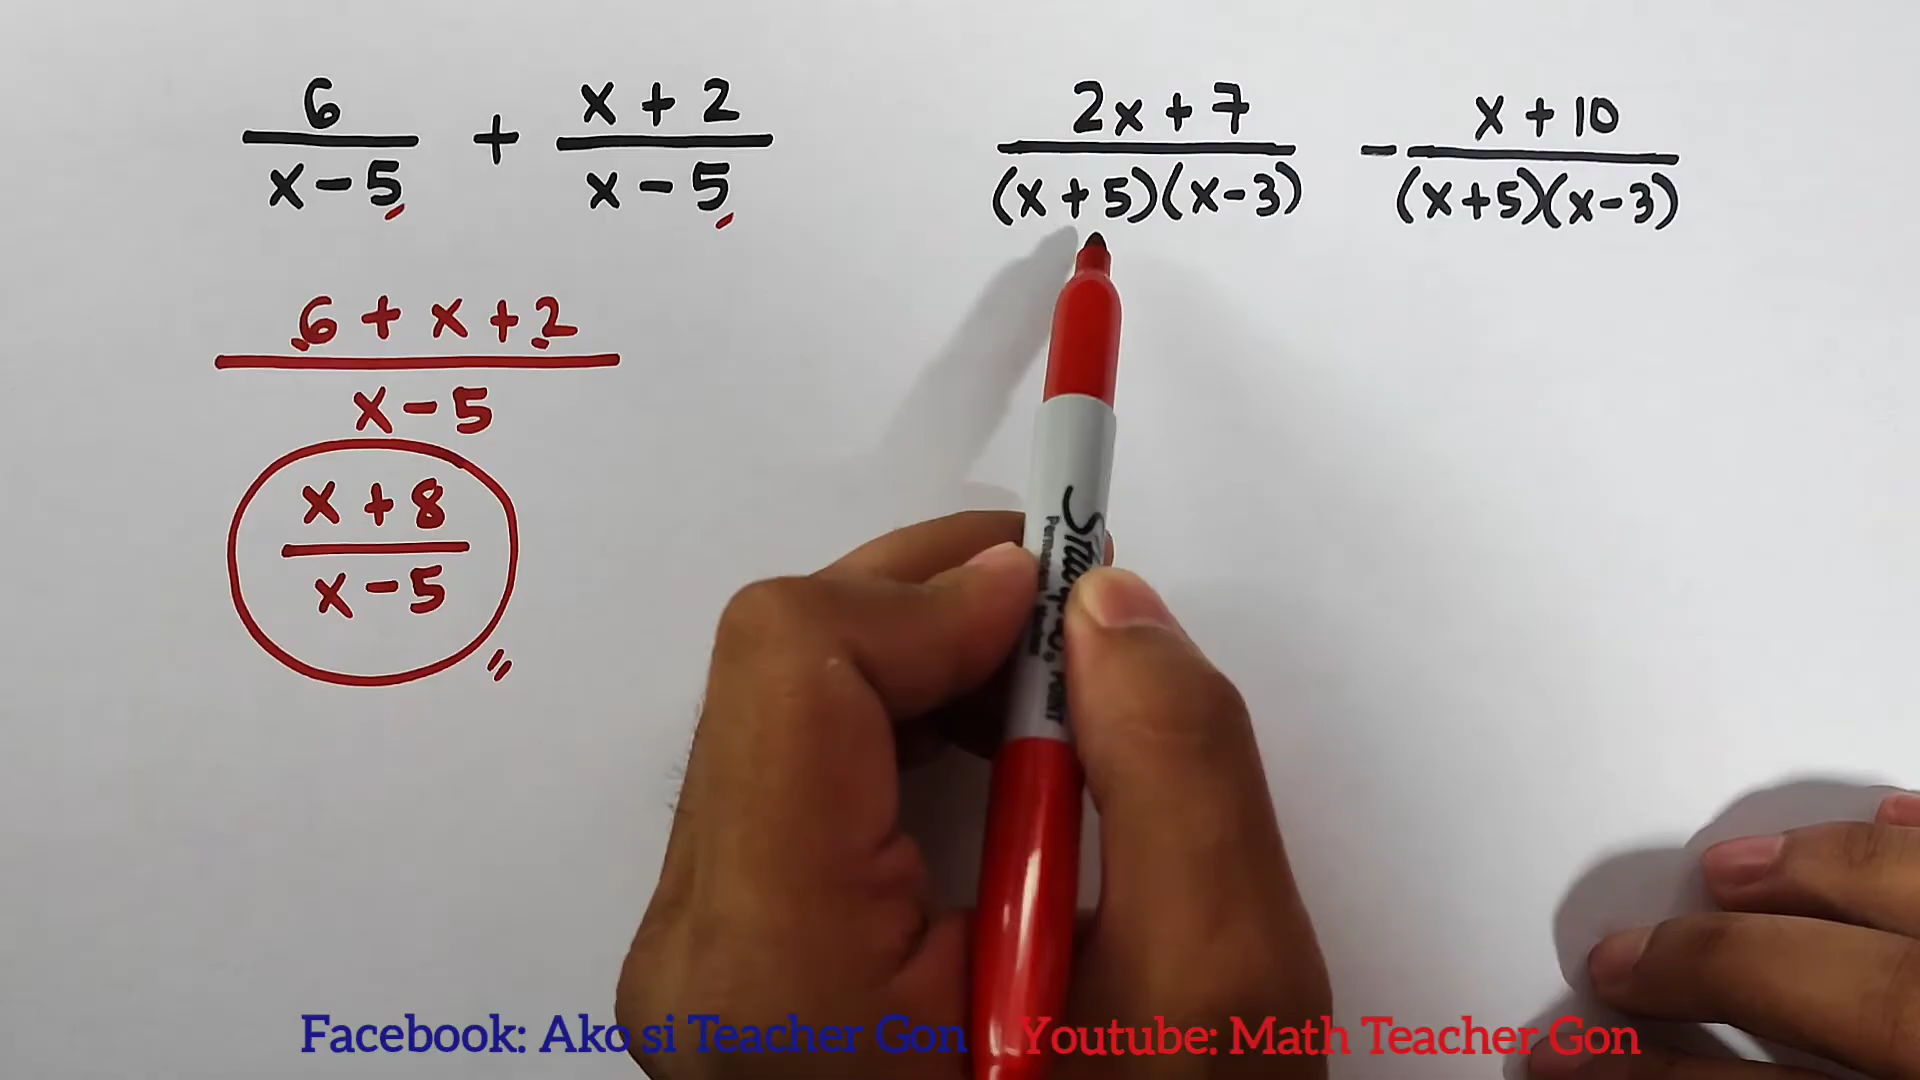 6/(x-5) + (x+2)/(x-5)
(6+x+2)/(x-5)
(x+8)/(x-5)
(2x+7)/((x+5)(x-3)) - (x+10)/((x+5)(x-3))
Facebook: Ako si Teacher Gon
Youtube: Math Teacher Gon